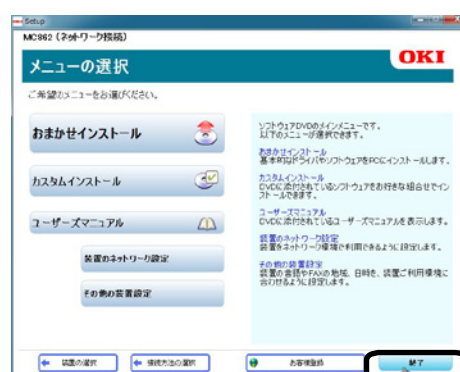 Setup
MC862 (ネットワーク接続)
メニューの選択
OKI
ご希望のメニューをお選びください。
おまかせインストール
カスタムインストール
ユーザーズマニュアル
装置のネットワーク設定
その他の装置設定
ソフトウェアDVDのメインメニューです。
以下のメニューが選択できます。
おまかせインストール
基本的なドライバやソフトウェアをPCにインストールします。
カスタムインストール
DVDに添付されているソフトウェアをお好きな組合せでイン
ストールできます。
ユーザーズマニュアル
DVDに添付されているユーザーズマニュアルを表示します。
装置のネットワーク設定
装置をネットワーク環境で利用できるように設定します。
その他の装置設定
装置の言語やFAXの地域、日時を、装置ご利用環境に
合わせるように設定します。
装置の選択
接続方法の選択
お客様登録
終了